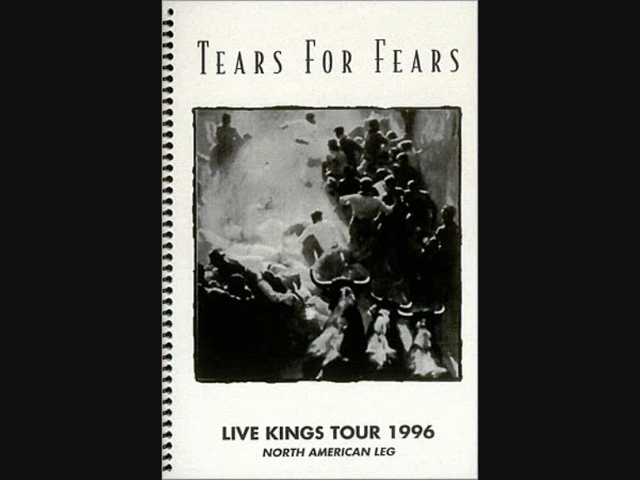 TEARS FOR FEARS
LIVE KINGS TOUR 1996
NORTH AMERICAN LEG